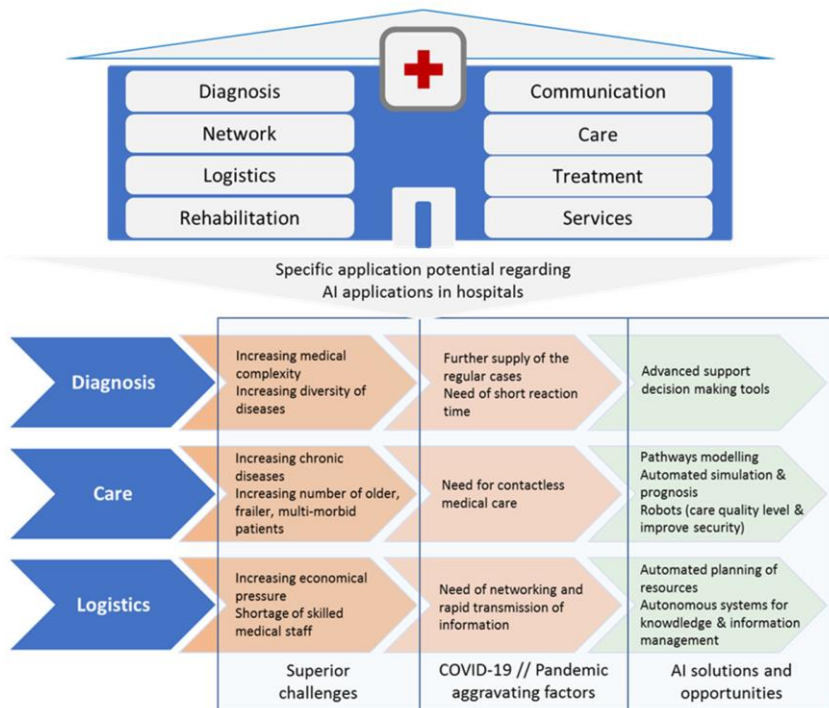 Diagnosis
Network
Logistics
Rehabilitation
Communication
Care
Treatment
Services
Specific application potential regarding
AI applications in hospitals
Diagnosis
Increasing medical
complexity
Increasing diversity of
diseases
Further supply of the
regular cases
Need of short reaction
time
Advanced support
decision making tools
Care
Increasing chronic
diseases
Increasing number of older,
frailer, multi-morbid
patients
Need for contactless
medical care
Pathways modelling
Automated simulation &
prognosis
Robots (care quality level &
improve security)
Logistics
Increasing economical
pressure
Shortage of skilled
medical staff
Need of networking and
rapid transmission of
information
Automated planning of
resources
Autonomous systems for
knowledge & information
management
Superior
challenges
COVID-19 // Pandemic
aggravating factors
AI solutions and
opportunities